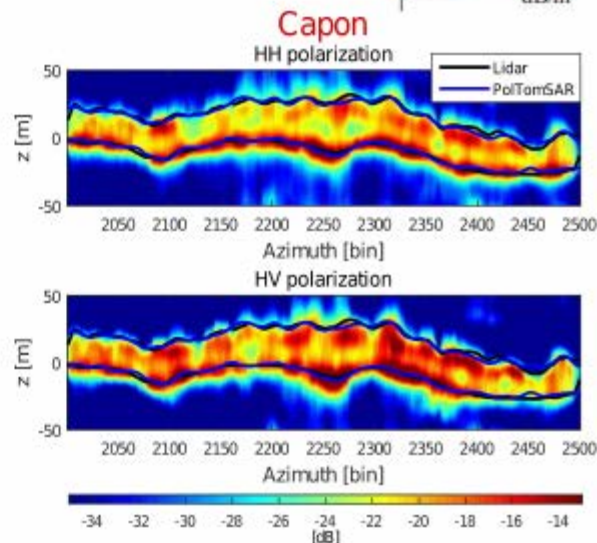 Capon
HH polarization
Lidar
PolTomSAR
50
0
-50
z [m]
2050 2100 2150 2200 2250 2300 2350 2400 2450 2500
Azimuth [bin]
HV polarization
50
0
-50
z [m]
2050 2100 2150 2200 2250 2300 2350 2400 2450 2500
Azimuth [bin]
-34 -32 -30 -28 -26 -24 -22 -20 -18 -16 -14
[dB]